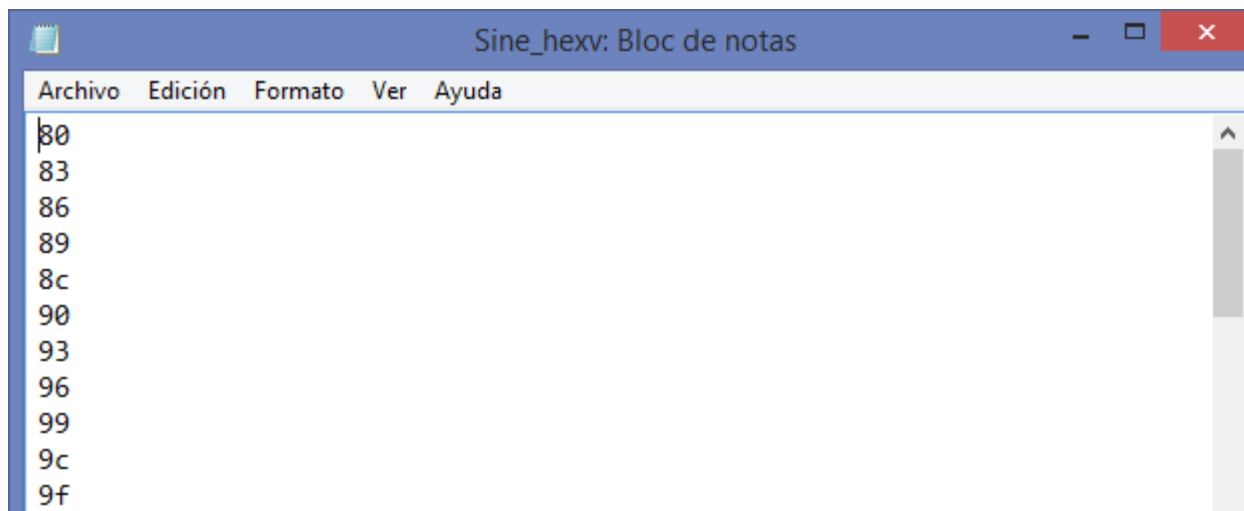 Sine_hexv: Bloc de notas
Archivo Edición Formato Ver Ayuda
80
83
86
89
8c
90
93
96
99
9c
9f